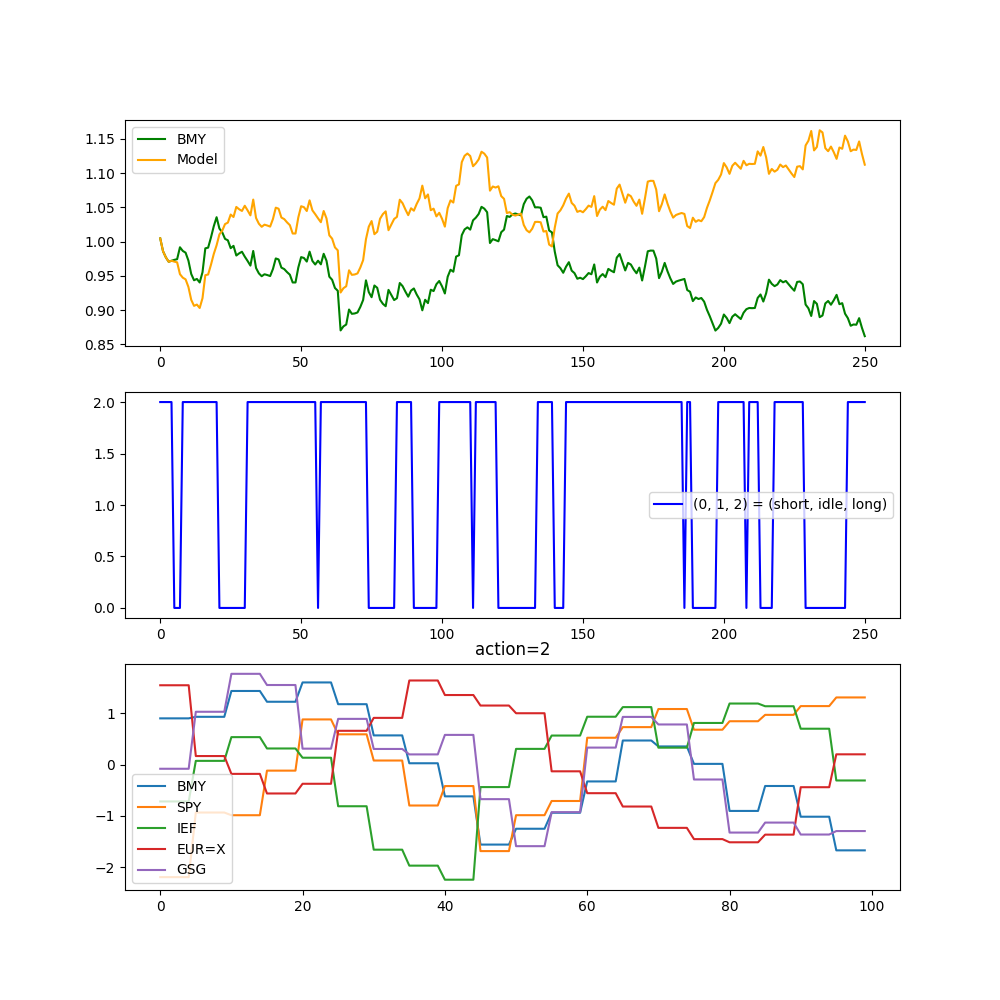 1.15
1.10
1.05
1.00
0.95
0.90
0.85
BMY
Model
0 50 100 150 200 250
2.0
1.5
1.0
0.5
0.0
(0, 1, 2) = (short, idle, long)
0 50 100 150 200 250
action=2
1
0
−1
−2
BMY
SPY
IEF
EUR=X
GSG
0 20 40 60 80 100